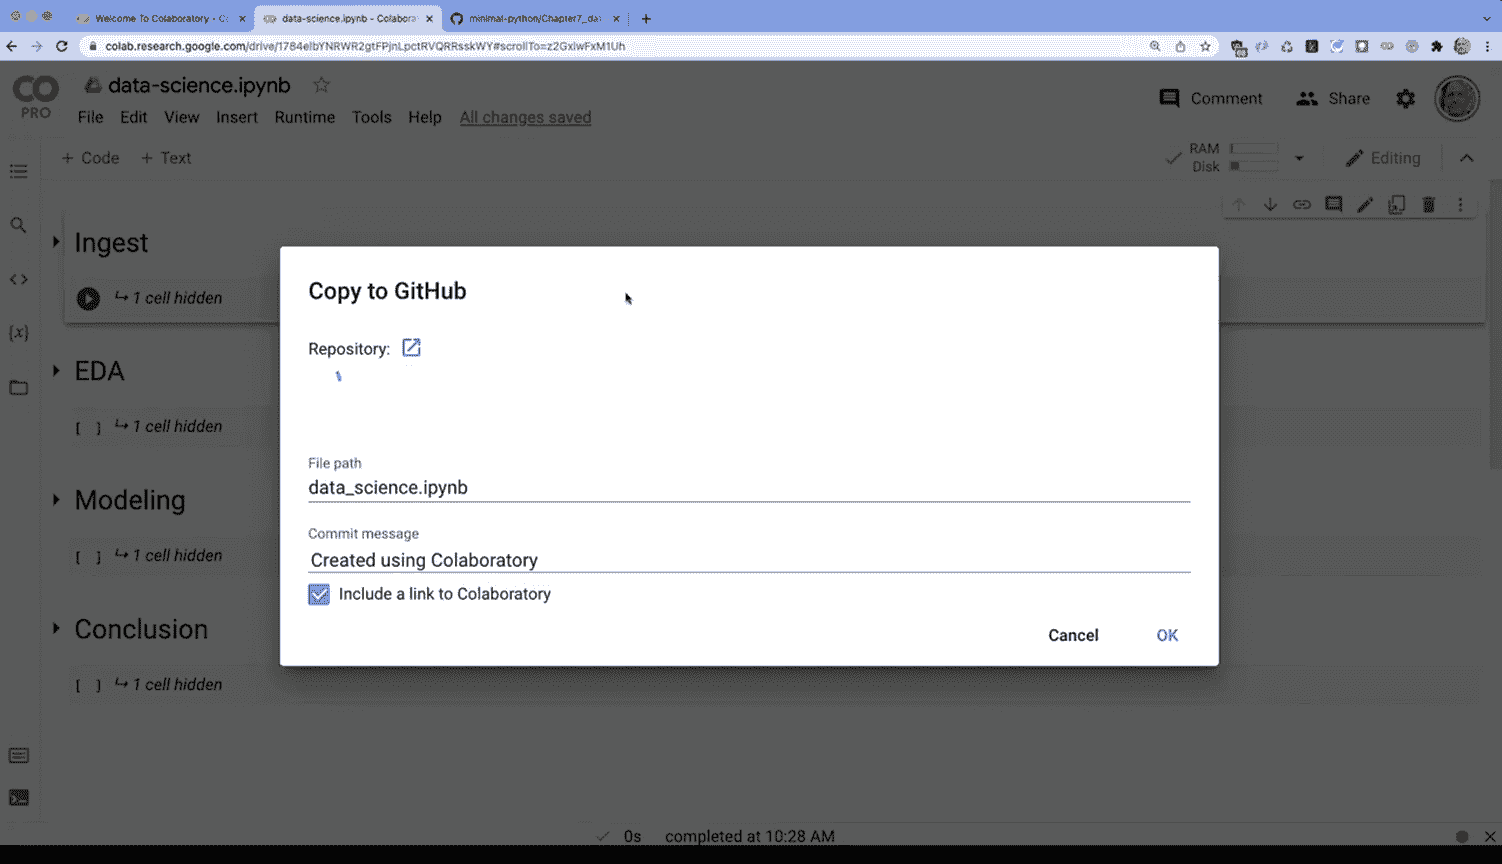 Welcome To Colaboratory - C
data-science.ipynb - Colabora
minimal-python/Chapter7_da
colab.research.google.com/drive/
CO
PRO
data-science.ipynb
File Edit View Insert Runtime Tools Help All changes saved
Comment
Share
+ Code + Text
RAM
Disk
Editing
Ingest
1 cell hidden
EDA
[ ] 1 cell hidden
Modeling
[ ] 1 cell hidden
Conclusion
[ ] 1 cell hidden
{x}
Copy to GitHub
Repository:
File path
data_science.ipynb
Commit message
Created using Colaboratory
Include a link to Colaboratory
Cancel OK
0s completed at 10:28 AM